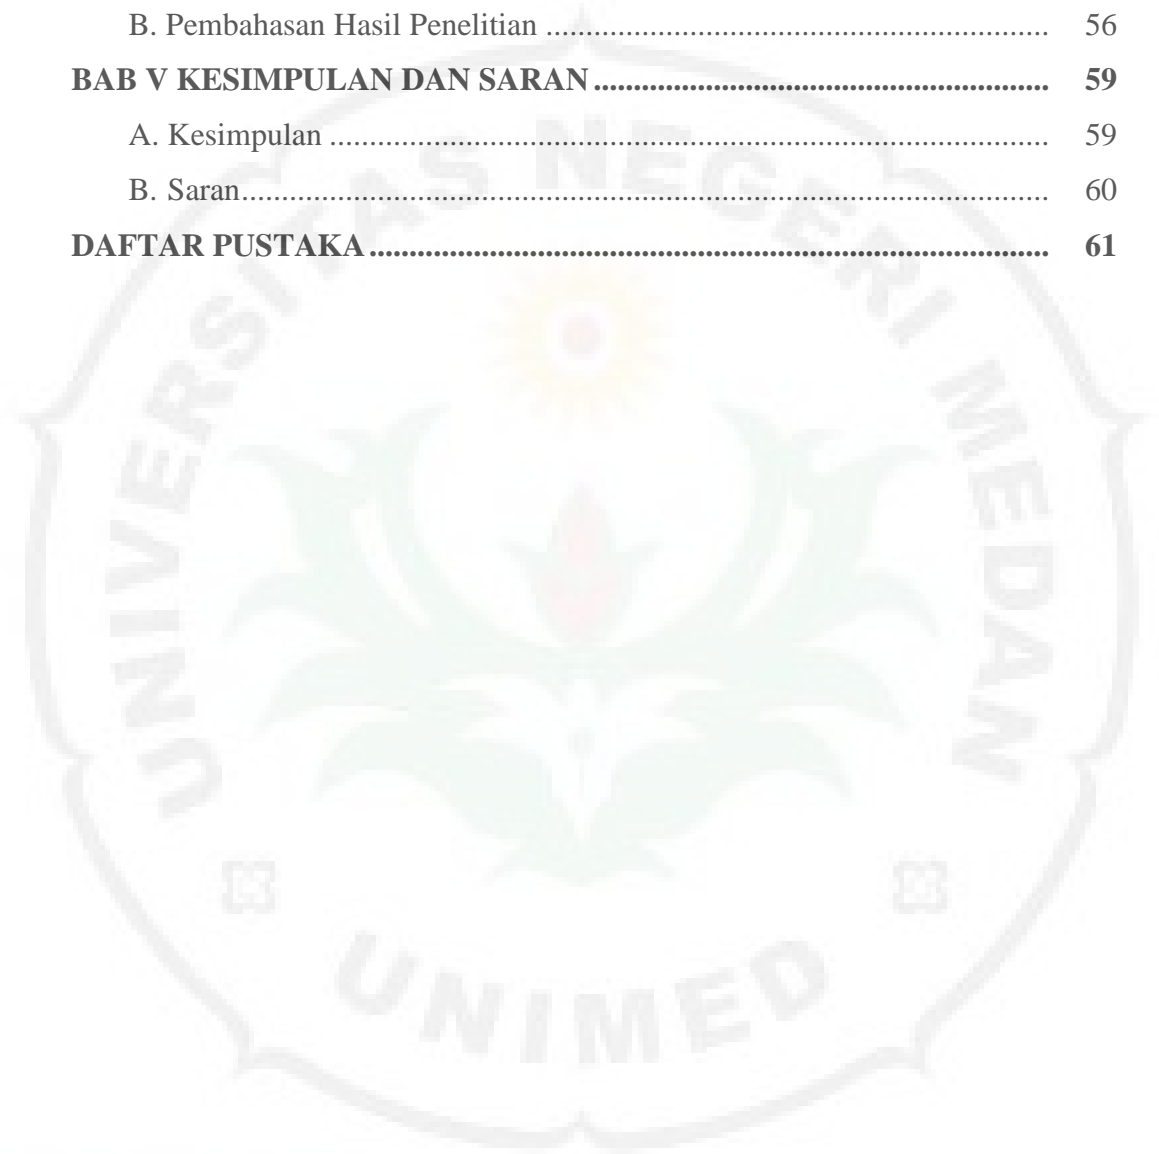 B. Pembahasan Hasil Penelitian ................................................................ 56
BAB V KESIMPULAN DAN SARAN ......................................................... 59
A. Kesimpulan ........................................................................................... 59
B. Saran...................................................................................................... 60
DAFTAR PUSTAKA ..................................................................................... 61
UNIVERSITAS NEGERI MEDAN
UNIMED